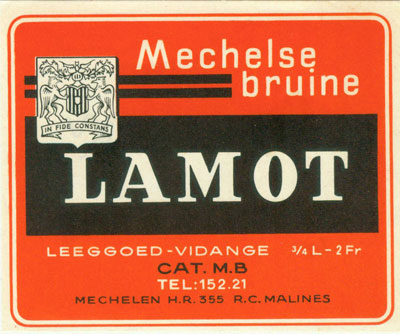 Mechelse
bruine
IN FIDE CONSTANS
LAMOT
LEEGGOED-VIDANGE 3/4 L-2 Fr
CAT. M.B
TEL:152.21
MECHELEN H.R. 355 R.C. MALINES